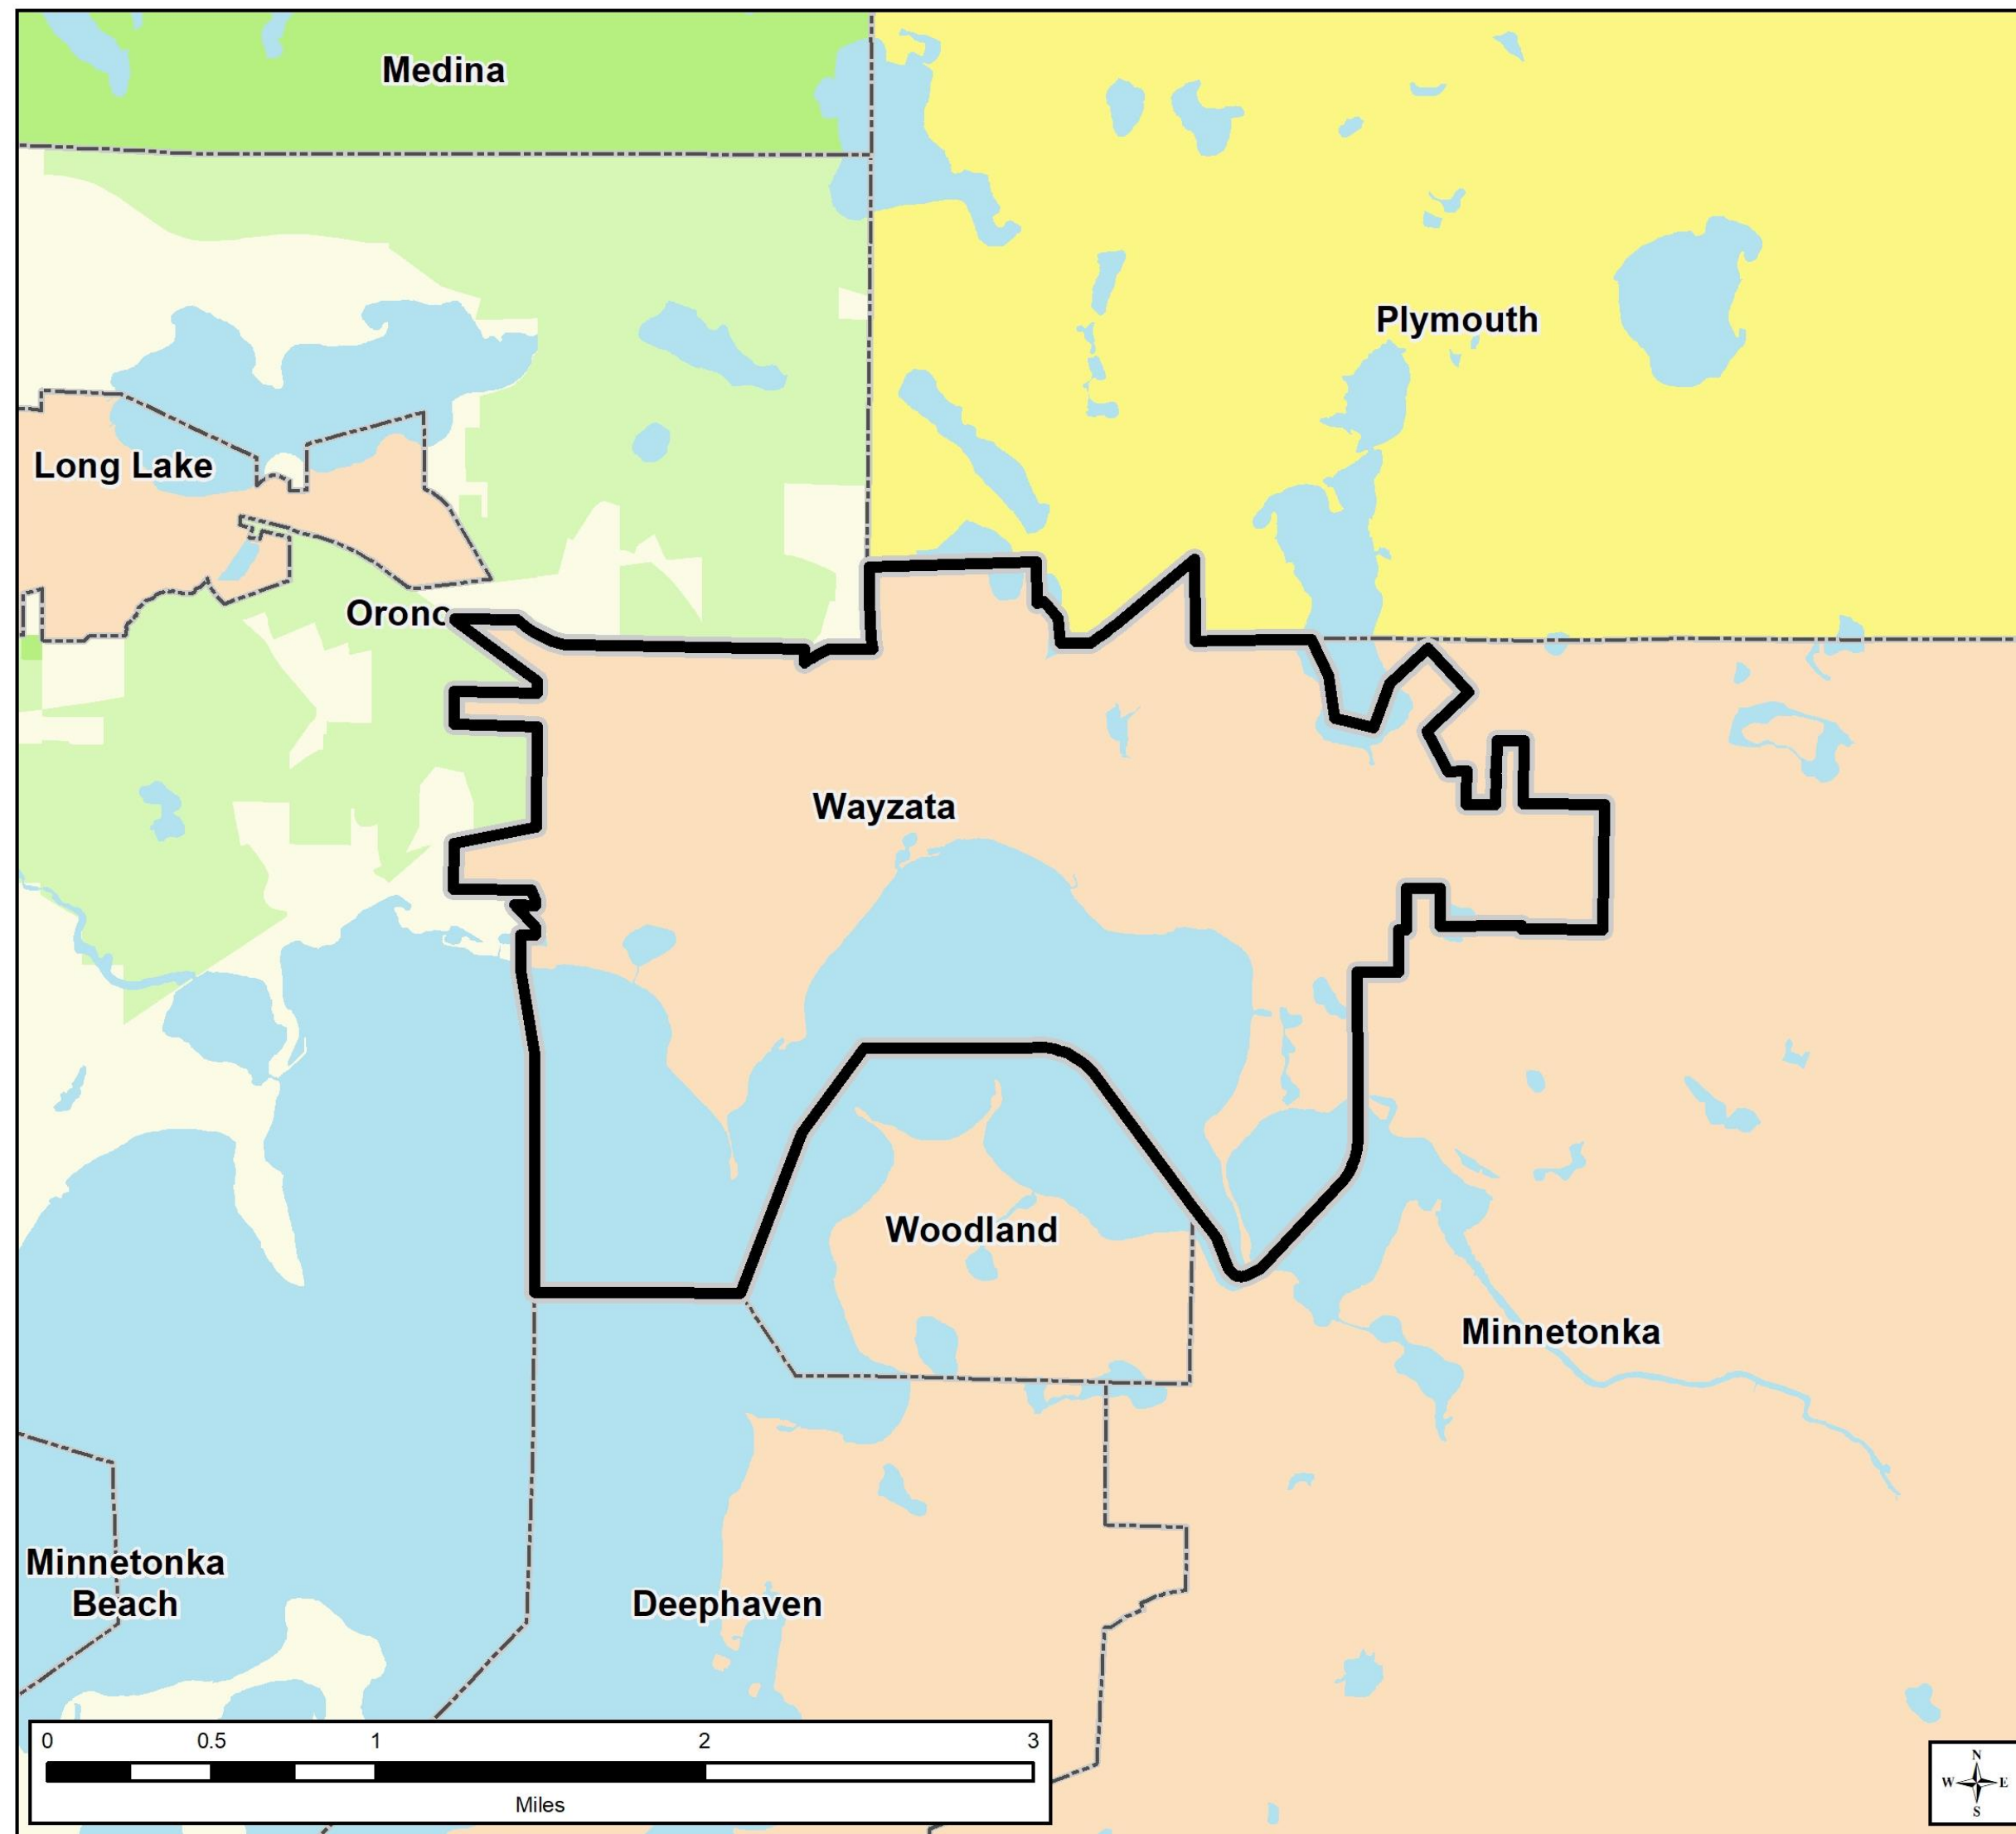 Medina
Plymouth
Long Lake
Orono
Wayzata
Woodland
Minnetonka
Minnetonka
Beach
Deephaven
0 0.5 1 2 3
Miles
N
W E
S